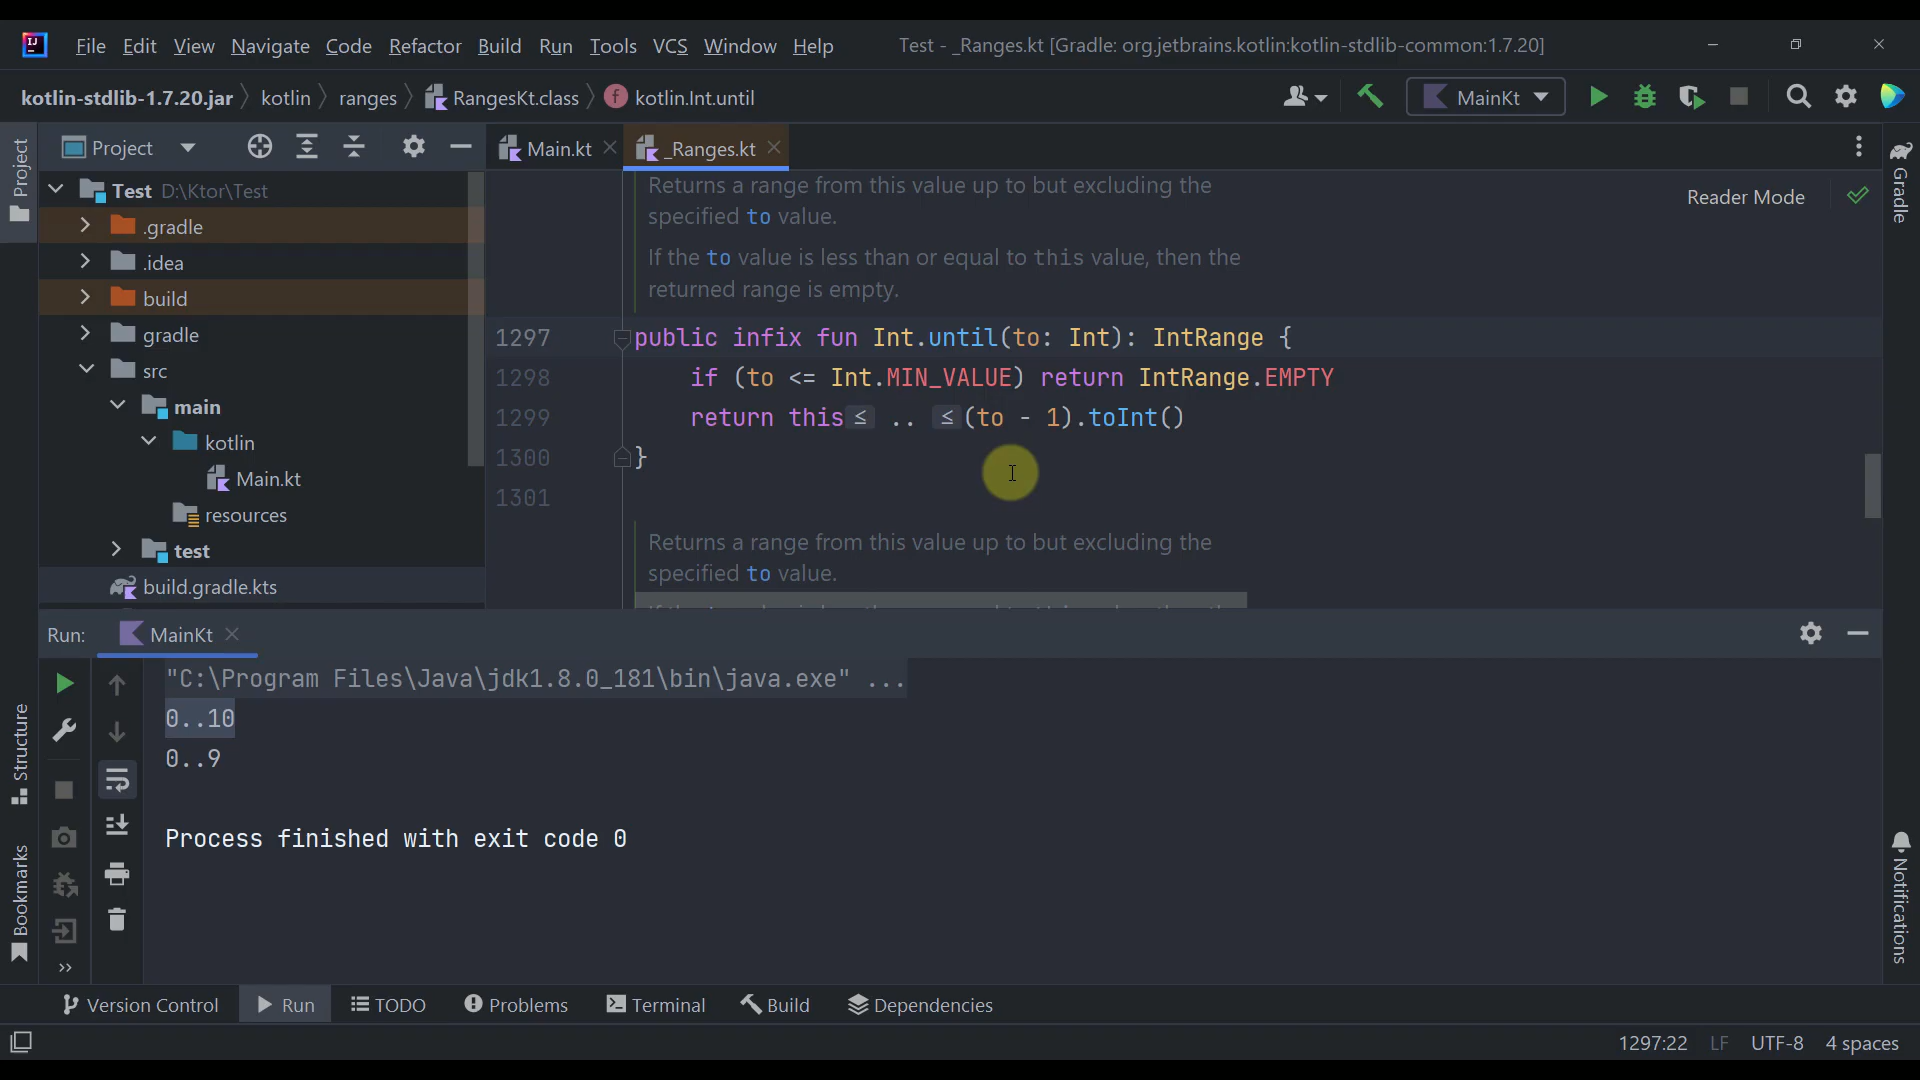 File Edit View Navigate Code Refactor Build Run Tools VCS Window Help Test - _Ranges.kt [Gradle: org.jetbrains.kotlin:kotlin-stdlib-common:1.7.20]
kotlin-stdlib-1.7.20.jar kotlin ranges RangesKt.class kotlin.Int.until MainKt
Project
Project
Main.kt _Ranges.kt
Gradle
Test D:\Ktor\Test
.gradle
.idea
build
gradle
src
main
kotlin
Main.kt
resources
test
build.gradle.kts
Returns a range from this value up to but excluding the
specified to value.
Reader Mode
If the to value is less than or equal to this value, then the
returned range is empty.
1297 public infix fun Int.until(to: Int): IntRange {
1298 if (to <= Int.MIN_VALUE) return IntRange.EMPTY
1299 return this≤ .. ≤(to - 1).toInt()
1300 }
1301
Returns a range from this value up to but excluding the
specified to value.
Run: MainKt
"C:\Program Files\Java\jdk1.8.0_181\bin\java.exe" ...
0..10
0..9
Process finished with exit code 0
Structure
Bookmarks
Notifications
Version Control Run TODO Problems Terminal Build Dependencies
1297:22 LF UTF-8 4 spaces